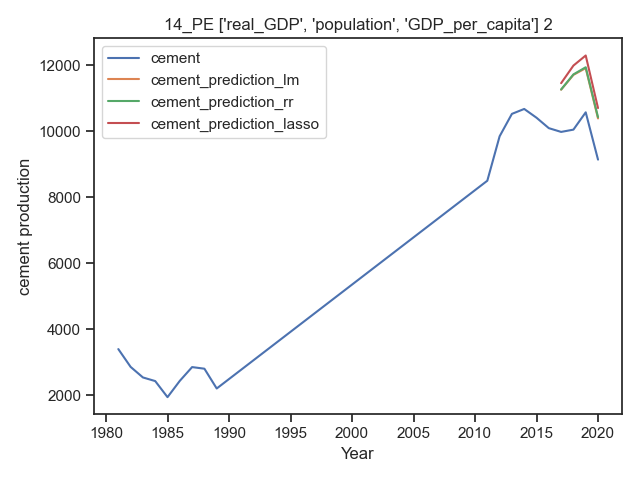 14_PE ['real_GDP', 'population', 'GDP_per_capita'] 2
cement
cement_prediction_lm
cement_prediction_rr
cement_prediction_lasso
cement production
12000
10000
8000
6000
4000
2000
1980 1985 1990 1995 2000 2005 2010 2015 2020
Year